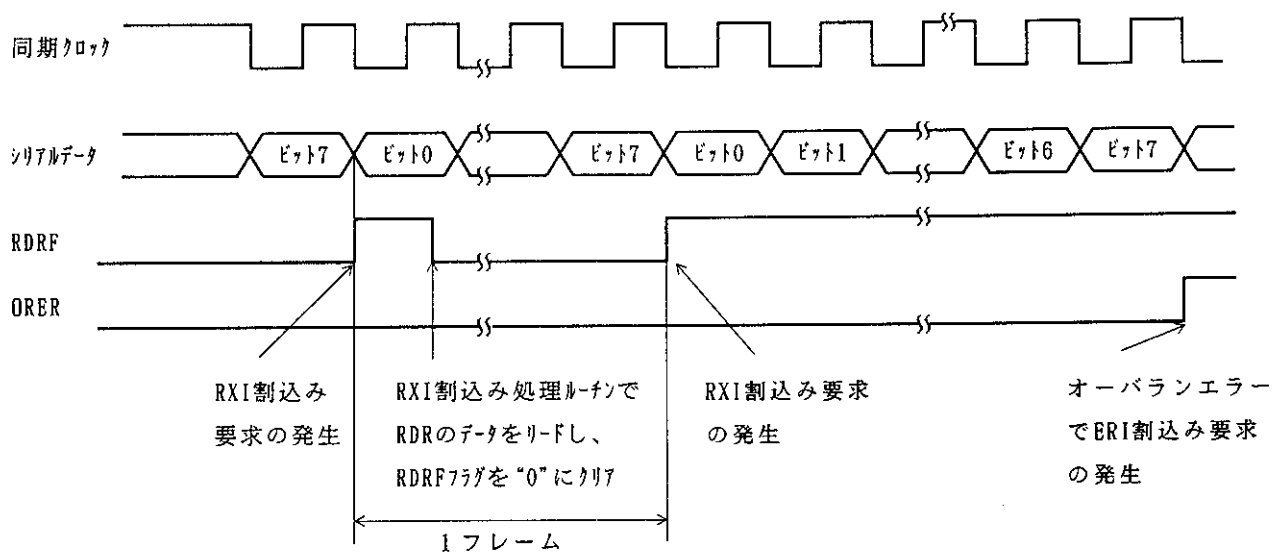 同期クロック
シリアルデータ
ビット7
ビット0
ビット7
ビット0
ビット1
ビット6
ビット7
RDRF
ORER
RXI割込み
要求の発生
RXI割込み処理ルーチンで
RDRのデータをリードし、
RDRFフラグを“0”にクリア
RXI割込み要求
の発生
オーバランエラー
でERI割込み要求
の発生
1フレーム